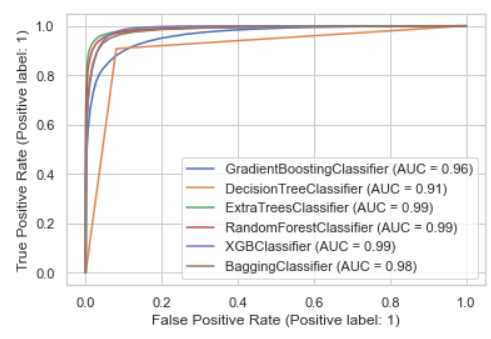 1.0
0.8
0.6
0.4
0.2
0.0
True Positive Rate (Positive label: 1)
GradientBoostingClassifier (AUC = 0.96)
DecisionTreeClassifier (AUC = 0.91)
ExtraTreesClassifier (AUC = 0.99)
RandomForestClassifier (AUC = 0.99)
XGBClassifier (AUC = 0.99)
BaggingClassifier (AUC = 0.98)
0.0 0.2 0.4 0.6 0.8 1.0
False Positive Rate (Positive label: 1)